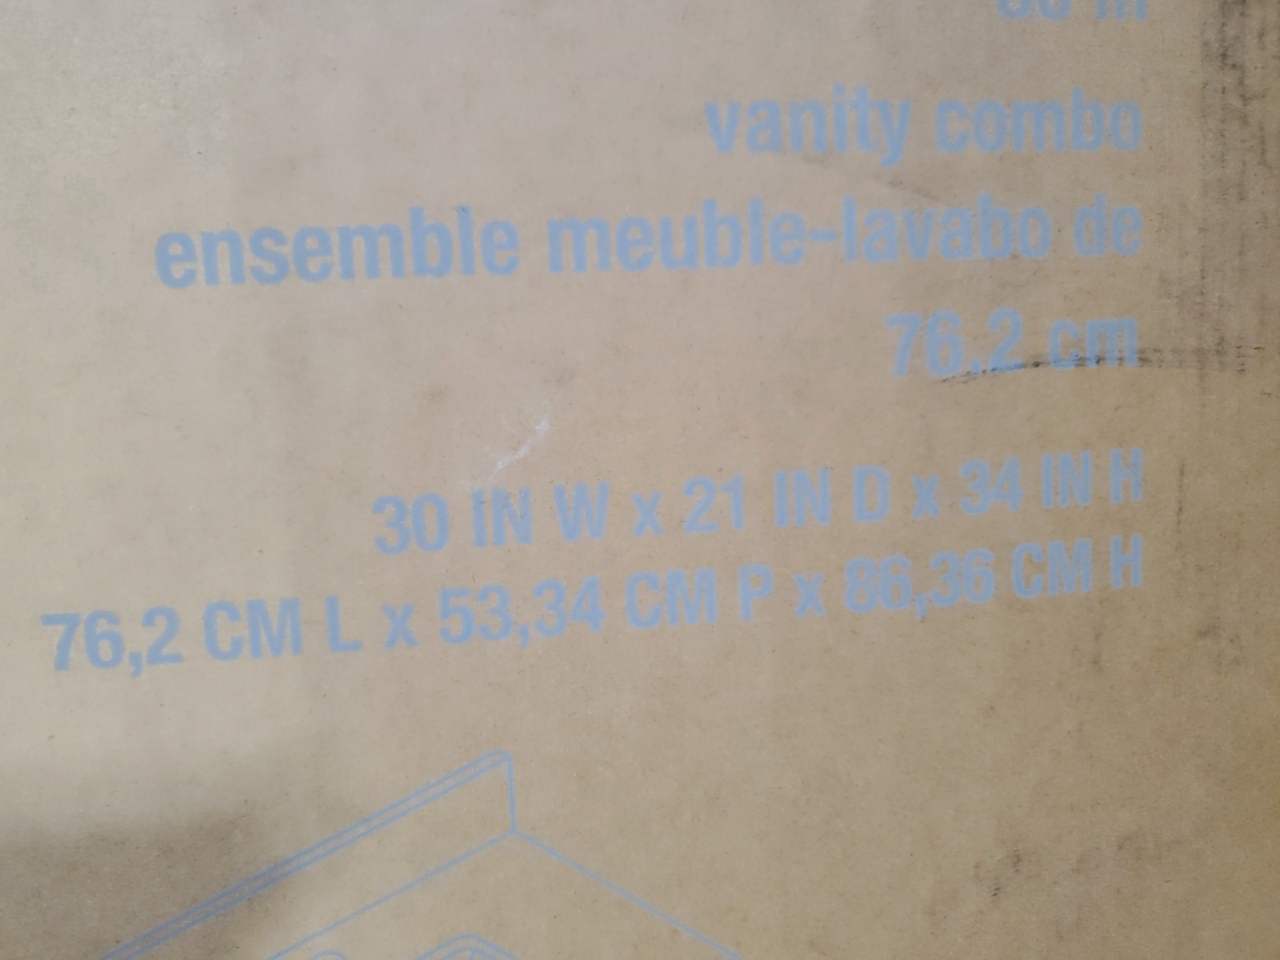 vanity combo
ensemble meuble-lavabo de
76.2 cm
30 IN W x 21 IN D x 34 IN H
76,2 CM L x 53,34 CM P x 86,36 CM H